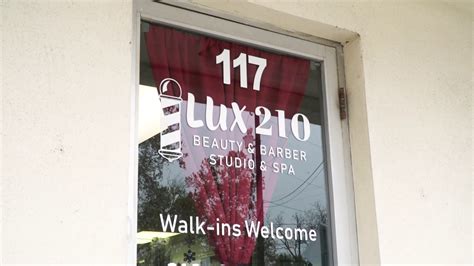 117
Lux 210
BEAUTY & BARBER
STUDIO & SPA
Walk-ins Welcome